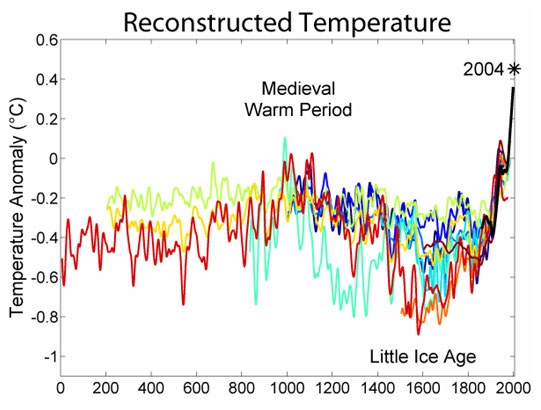 Reconstructed Temperature
0.6
0.4
0.2
0
-0.2
-0.4
-0.6
-0.8
-1
Temperature Anomaly (°C)
2004 *
Medieval
Warm Period
Little Ice Age
0 200 400 600 800 1000 1200 1400 1600 1800 2000